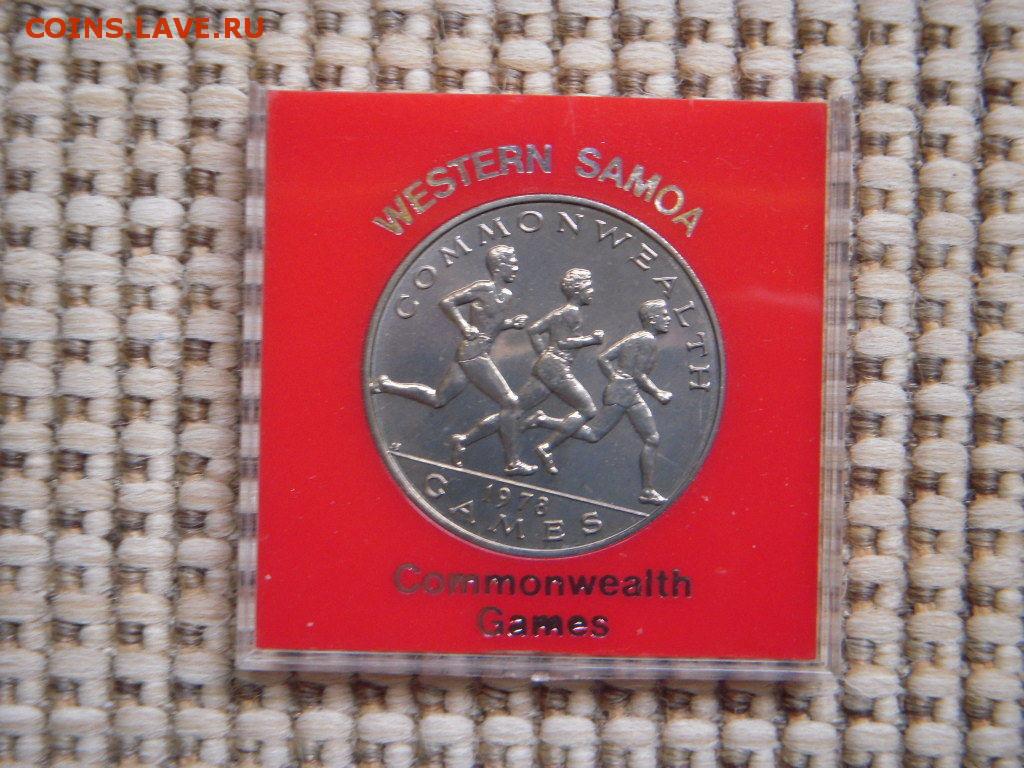 COINS.LAVE.RU
WESTERN SAMOA
COMMONWEALTH
1978
GAMES
Commonwealth
Games